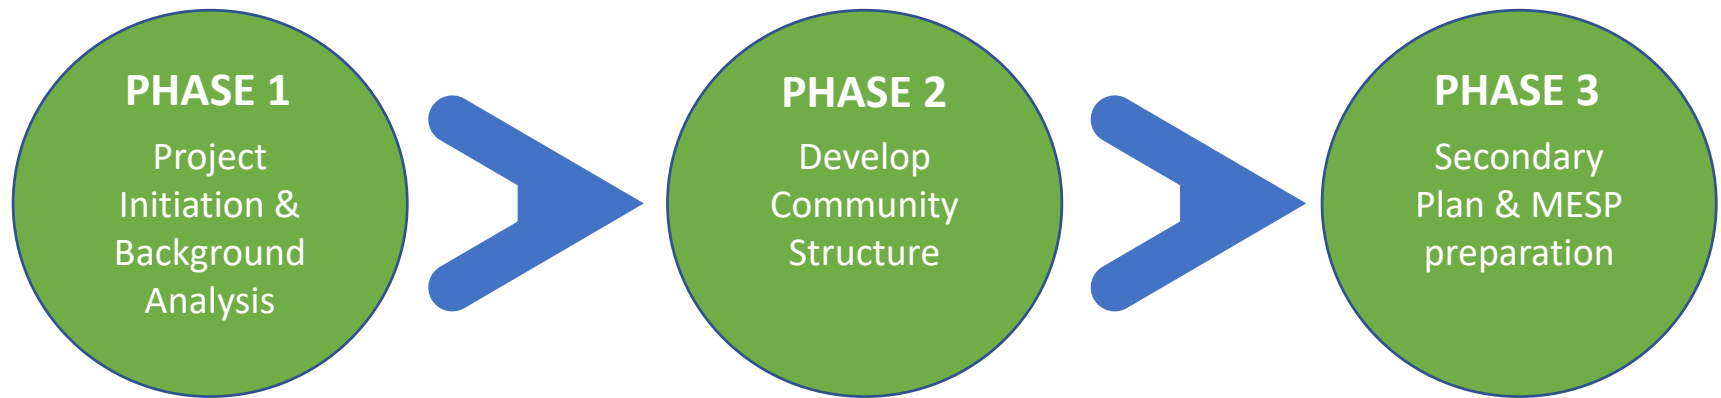 PHASE 1
Project
Initiation &
Background
Analysis
PHASE 2
Develop
Community
Structure
PHASE 3
Secondary
Plan & MESP
preparation